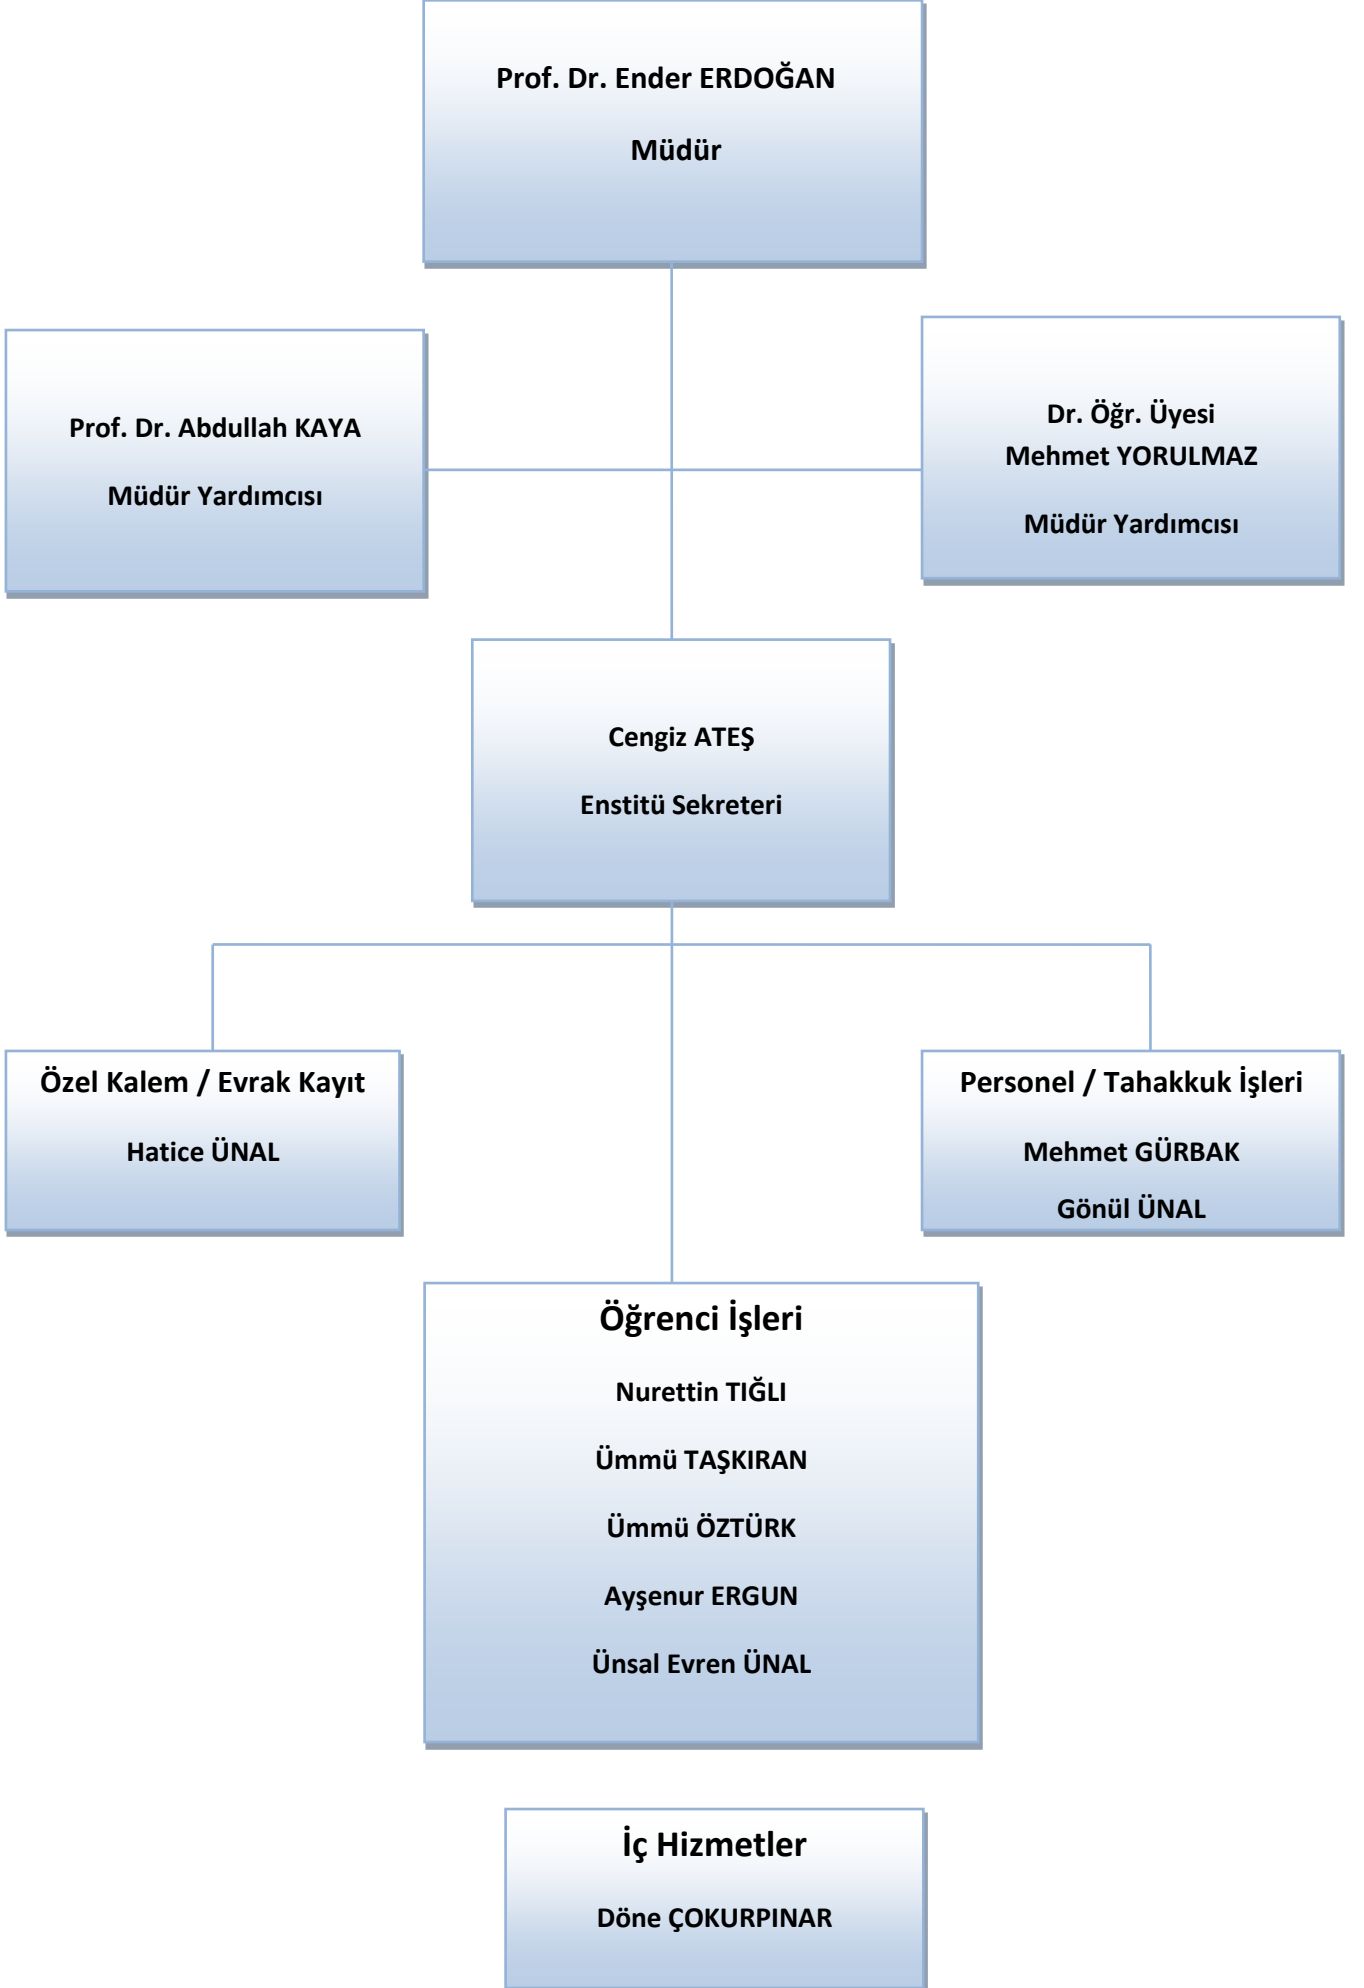 Prof. Dr. Ender ERDOĞAN
Müdür
Prof. Dr. Abdullah KAYA
Müdür Yardımcısı
Dr. Öğr. Üyesi
Mehmet YORULMAZ
Müdür Yardımcısı
Cengiz ATEŞ
Enstitü Sekreteri
Özel Kalem / Evrak Kayıt
Hatice ÜNAL
Personel / Tahakkuk İşleri
Mehmet GÜRBAK
Gönül ÜNAL
Öğrenci İşleri
Nurettin TIĞLI
Ümmü TAŞKIRAN
Ümmü ÖZTÜRK
Ayşenur ERGUN
Ünsal Evren ÜNAL
İç Hizmetler
Döne ÇOKURPINAR